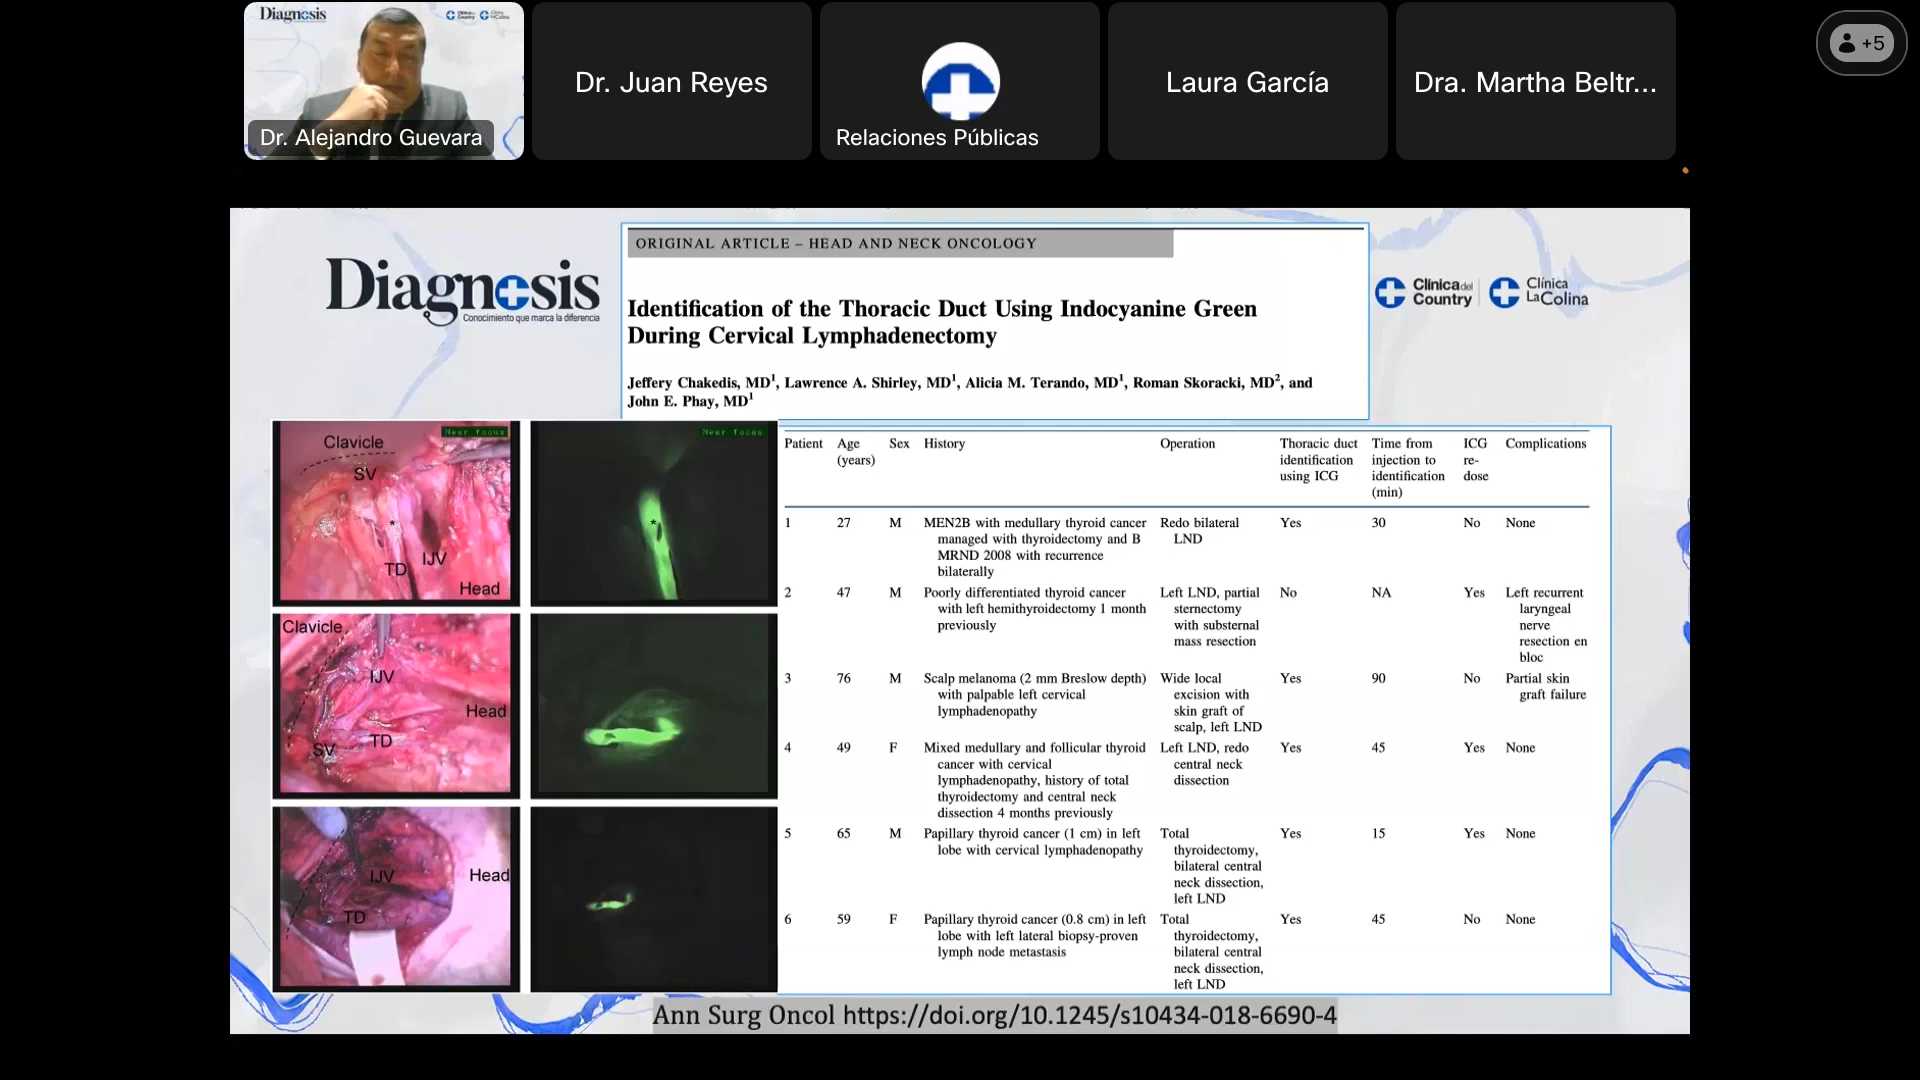 Diagnosis
Clínica del Country
Clínica La Colina
Dr. Alejandro Guevara
Dr. Juan Reyes
Relaciones Públicas
Laura García
Dra. Martha Beltr...
+5
Diagnosis
Conocimiento que marca la diferencia
ORIGINAL ARTICLE – HEAD AND NECK ONCOLOGY
Identification of the Thoracic Duct Using Indocyanine Green
During Cervical Lymphadenectomy
Jeffery Chakedis, MD1, Lawrence A. Shirley, MD1, Alicia M. Terando, MD1, Roman Skoracki, MD2, and
John E. Phay, MD1
Clínica del
Country
Clínica
La Colina
Near focus
Clavicle
SV
*
IJV
TD
Head
Near focus
*
Clavicle
IJV
Head
TD
SV
IJV
Head
TD
Patient Age (years) Sex History Operation Thoracic duct identification using ICG Time from injection to identification (min) ICG re-dose Complications
1 27 M MEN2B with medullary thyroid cancer managed with thyroidectomy and B MRND 2008 with recurrence bilaterally Redo bilateral LND Yes 30 No None
2 47 M Poorly differentiated thyroid cancer with left hemithyroidectomy 1 month previously Left LND, partial sternectomy with substernal mass resection No NA Yes Left recurrent laryngeal nerve resection en bloc
3 76 M Scalp melanoma (2 mm Breslow depth) with palpable left cervical lymphadenopathy Wide local excision with skin graft of scalp, left LND Yes 90 No Partial skin graft failure
4 49 F Mixed medullary and follicular thyroid cancer with cervical lymphadenopathy, history of total thyroidectomy and central neck dissection 4 months previously Left LND, redo central neck dissection Yes 45 Yes None
5 65 M Papillary thyroid cancer (1 cm) in left lobe with cervical lymphadenopathy Total thyroidectomy, bilateral central neck dissection, left LND Yes 15 Yes None
6 59 F Papillary thyroid cancer (0.8 cm) in left lobe with left lateral biopsy-proven lymph node metastasis Total thyroidectomy, bilateral central neck dissection, left LND Yes 45 No None
Ann Surg Oncol https://doi.org/10.1245/s10434-018-6690-4